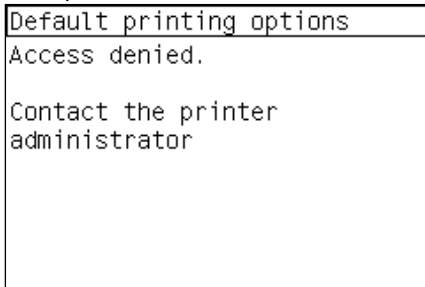 Default printing options
Access denied.
Contact the printer
administrator